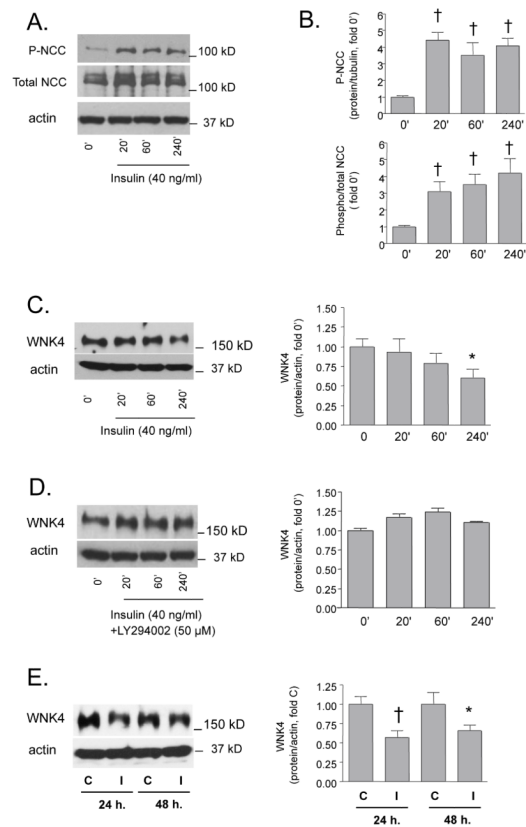 A.
P-NCC
100 kD
Total NCC
100 kD
actin
37 kD
0'
20'
60'
240'
Insulin (40 ng/ml)
B.
P-NCC
(protein/tubulin, fold 0')
6
5
4
3
2
1
0
†
†
†
0'
20'
60'
240'
Phospho/total NCC
( fold 0')
6
5
4
3
2
1
0
†
†
†
0'
20'
60'
240'
C.
WNK4
150 kD
actin
37 kD
0'
20'
60'
240'
Insulin (40 ng/ml)
WNK4
(protein/actin, fold 0')
1.50
1.25
1.00
0.75
0.50
0.25
0.00
*
0
20'
60'
240'
D.
WNK4
150 kD
actin
37 kD
0'
20'
60'
240'
Insulin (40 ng/ml)
+LY294002 (50 µM)
WNK4
(protein/actin, fold 0')
1.50
1.25
1.00
0.75
0.50
0.25
0.00
0'
20'
60'
240'
E.
WNK4
150 kD
actin
37 kD
C I C I
24 h. 48 h.
WNK4
(protein/actin, fold C)
1.25
1.00
0.75
0.50
0.25
0.00
†
*
C I C I
24 h. 48 h.